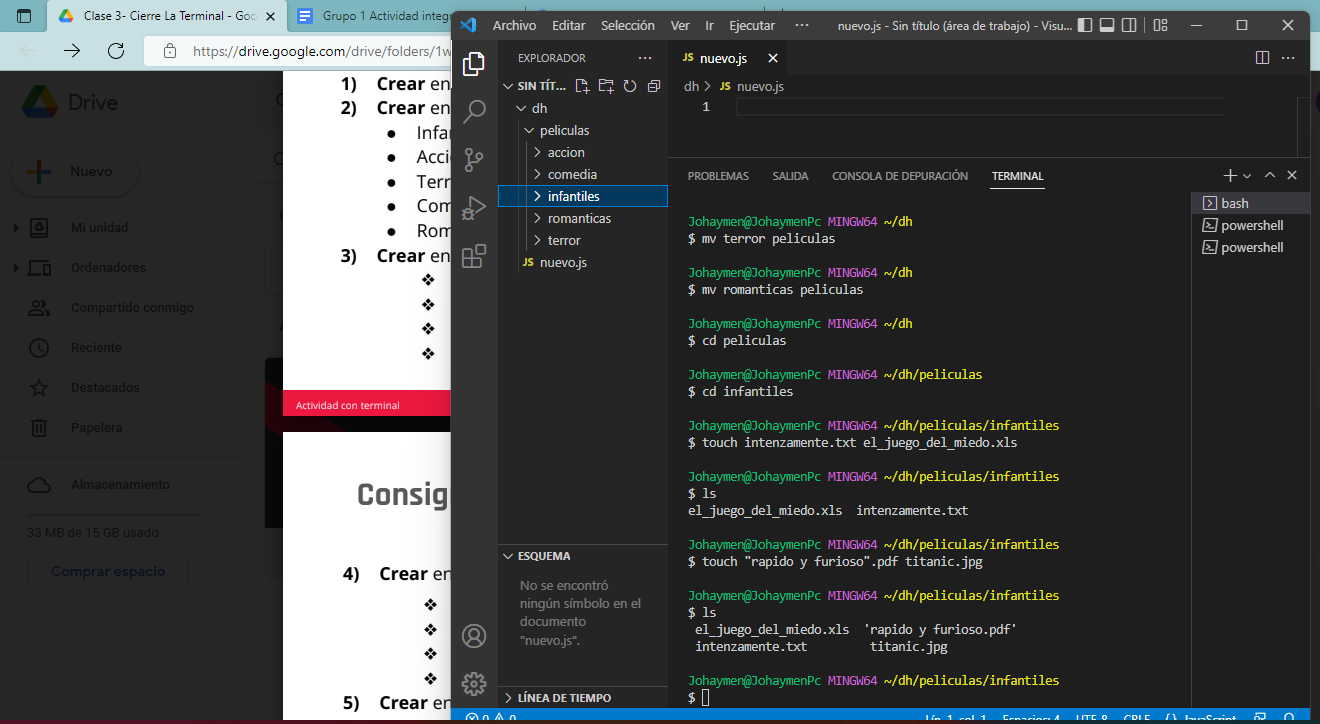 Clase 3- Cierre La Terminal - Goo
Grupo 1 Actividad integr
https://drive.google.com/drive/folders/1w
Drive
Nuevo
Mi unidad
Ordenadores
Compartido conmigo
Reciente
Destacados
Papelera
Almacenamiento
33 MB de 15 GB usado
Comprar espacio
1) Crear en
2) Crear en
● Infan
● Acci
● Terr
● Com
● Rom
3) Crear en
❖
❖
❖
❖
Actividad con terminal
Consig
4) Crear en
❖
❖
❖
❖
5) Crear en
Archivo Editar Selección Ver Ir Ejecutar ··· nuevo.js - Sin título (área de trabajo) - Visu...
EXPLORADOR ···
SIN TÍT...
dh
peliculas
accion
comedia
infantiles
romanticas
terror
JS nuevo.js
ESQUEMA
No se encontró
ningún símbolo en el
documento
"nuevo.js".
LÍNEA DE TIEMPO
JS nuevo.js
dh > JS nuevo.js
1
PROBLEMAS SALIDA CONSOLA DE DEPURACIÓN TERMINAL
Johaymen@JohaymenPc MINGW64 ~/dh
$ mv terror peliculas
Johaymen@JohaymenPc MINGW64 ~/dh
$ mv romanticas peliculas
Johaymen@JohaymenPc MINGW64 ~/dh
$ cd peliculas
Johaymen@JohaymenPc MINGW64 ~/dh/peliculas
$ cd infantiles
Johaymen@JohaymenPc MINGW64 ~/dh/peliculas/infantiles
$ touch intenzamente.txt el_juego_del_miedo.xls
Johaymen@JohaymenPc MINGW64 ~/dh/peliculas/infantiles
$ ls
el_juego_del_miedo.xls intenzamente.txt
Johaymen@JohaymenPc MINGW64 ~/dh/peliculas/infantiles
$ touch "rapido y furioso".pdf titanic.jpg
Johaymen@JohaymenPc MINGW64 ~/dh/peliculas/infantiles
$ ls
el_juego_del_miedo.xls 'rapido y furioso.pdf'
intenzamente.txt titanic.jpg
Johaymen@JohaymenPc MINGW64 ~/dh/peliculas/infantiles
$
bash
powershell
powershell
0 0 Lín. 1, col. 1 Espacios: 4 UTF-8 CRLF {} JavaScript